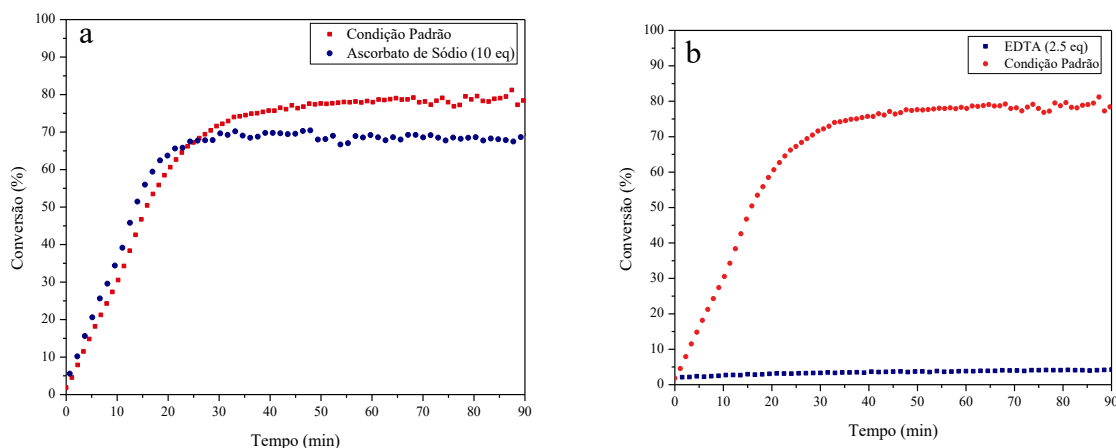 a
Condição Padrão
Ascorbato de Sódio (10 eq)
Conversão (%)
100
90
80
70
60
50
40
30
20
10
0
0 10 20 30 40 50 60 70 80 90
Tempo (min)
b
EDTA (2.5 eq)
Condição Padrão
Conversão (%)
100
90
80
70
60
50
40
30
20
10
0
0 10 20 30 40 50 60 70 80 90
Tempo (min)